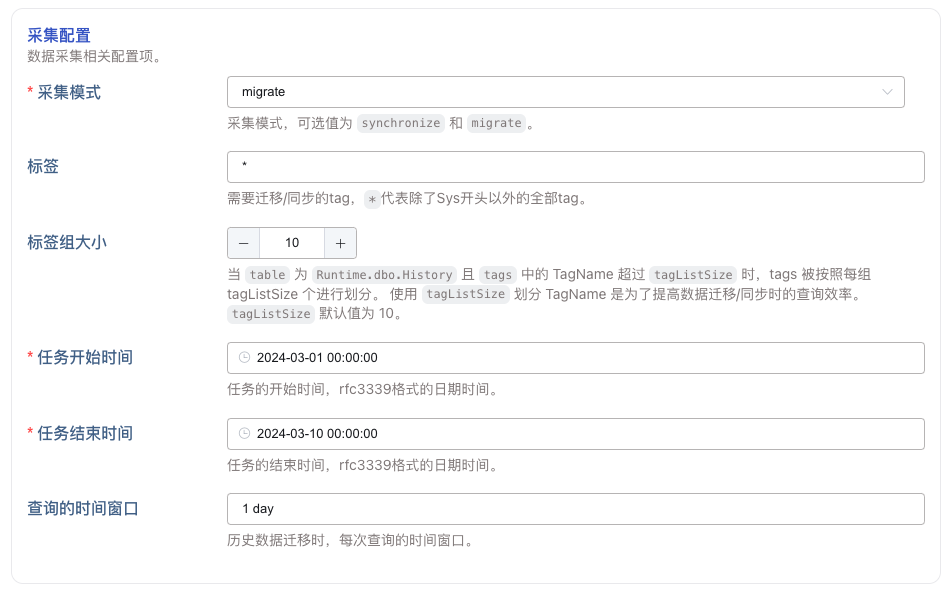 采集配置
数据采集相关配置项。
* 采集模式
migrate
采集模式，可选值为 synchronize 和 migrate 。
标签
*
需要迁移/同步的tag， *代表除了Sys开头以外的全部tag。
标签组大小
− 10 +
当 table 为 Runtime.dbo.History 且 tags 中的 TagName 超过 tagListSize 时，tags 被按照每组
tagListSize 个进行划分。 使用 tagListSize 划分 TagName 是为了提高数据迁移/同步时的查询效率。
tagListSize 默认值为 10。
* 任务开始时间
2024-03-01 00:00:00
任务的开始时间，rfc3339格式的日期时间。
* 任务结束时间
2024-03-10 00:00:00
任务的结束时间，rfc3339格式的日期时间。
查询的时间窗口
1 day
历史数据迁移时，每次查询的时间窗口。